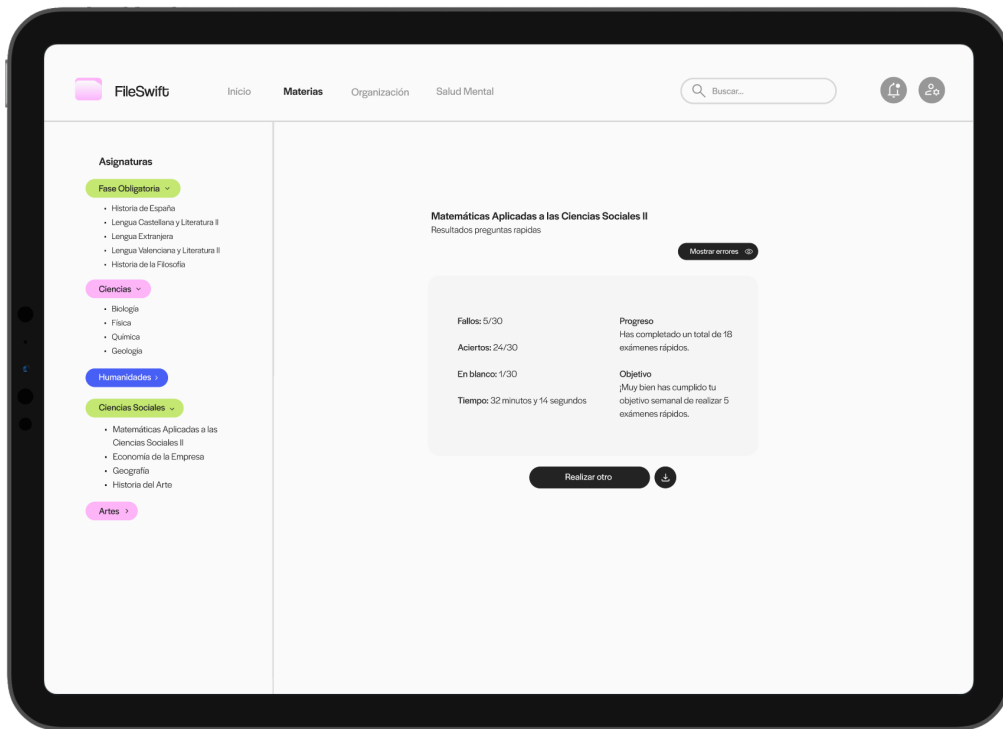 FileSwift
Inicio
Materias
Organización
Salud Mental
Buscar...
Asignaturas
Fase Obligatoria
• Historia de España
• Lengua Castellana y Literatura II
• Lengua Extranjera
• Lengua Valenciana y Literatura II
• Historia de la Filosofía
Ciencias
• Biología
• Física
• Química
• Geología
Humanidades
Ciencias Sociales
• Matemáticas Aplicadas a las
Ciencias Sociales II
• Economía de la Empresa
• Geografía
• Historia del Arte
Artes
Matemáticas Aplicadas a las Ciencias Sociales II
Resultados preguntas rapidas
Mostrar errores
Fallos: 5/30
Aciertos: 24/30
En blanco: 1/30
Tiempo: 32 minutos y 14 segundos
Progreso
Has completado un total de 18
exámenes rápidos.
Objetivo
¡Muy bien has cumplido tu
objetivo semanal de realizar 5
exámenes rápidos.
Realizar otro